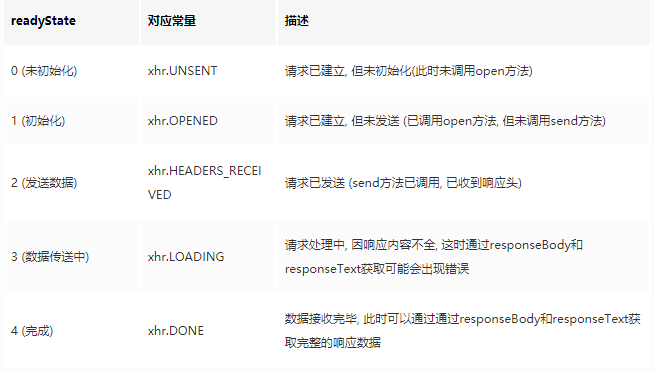 readyState 对应常量 描述
0 (未初始化) xhr.UNSENT 请求已建立, 但未初始化(此时未调用open方法)
1 (初始化) xhr.OPENED 请求已建立, 但未发送 (已调用open方法, 但未调用send方法)
2 (发送数据) xhr.HEADERS_RECEI
VED 请求已发送 (send方法已调用, 已收到响应头)
3 (数据传送中) xhr.LOADING 请求处理中, 因响应内容不全, 这时通过responseBody和
responseText获取可能会出现错误
4 (完成) xhr.DONE 数据接收完毕, 此时可以通过通过responseBody和responseText获
取完整的响应数据